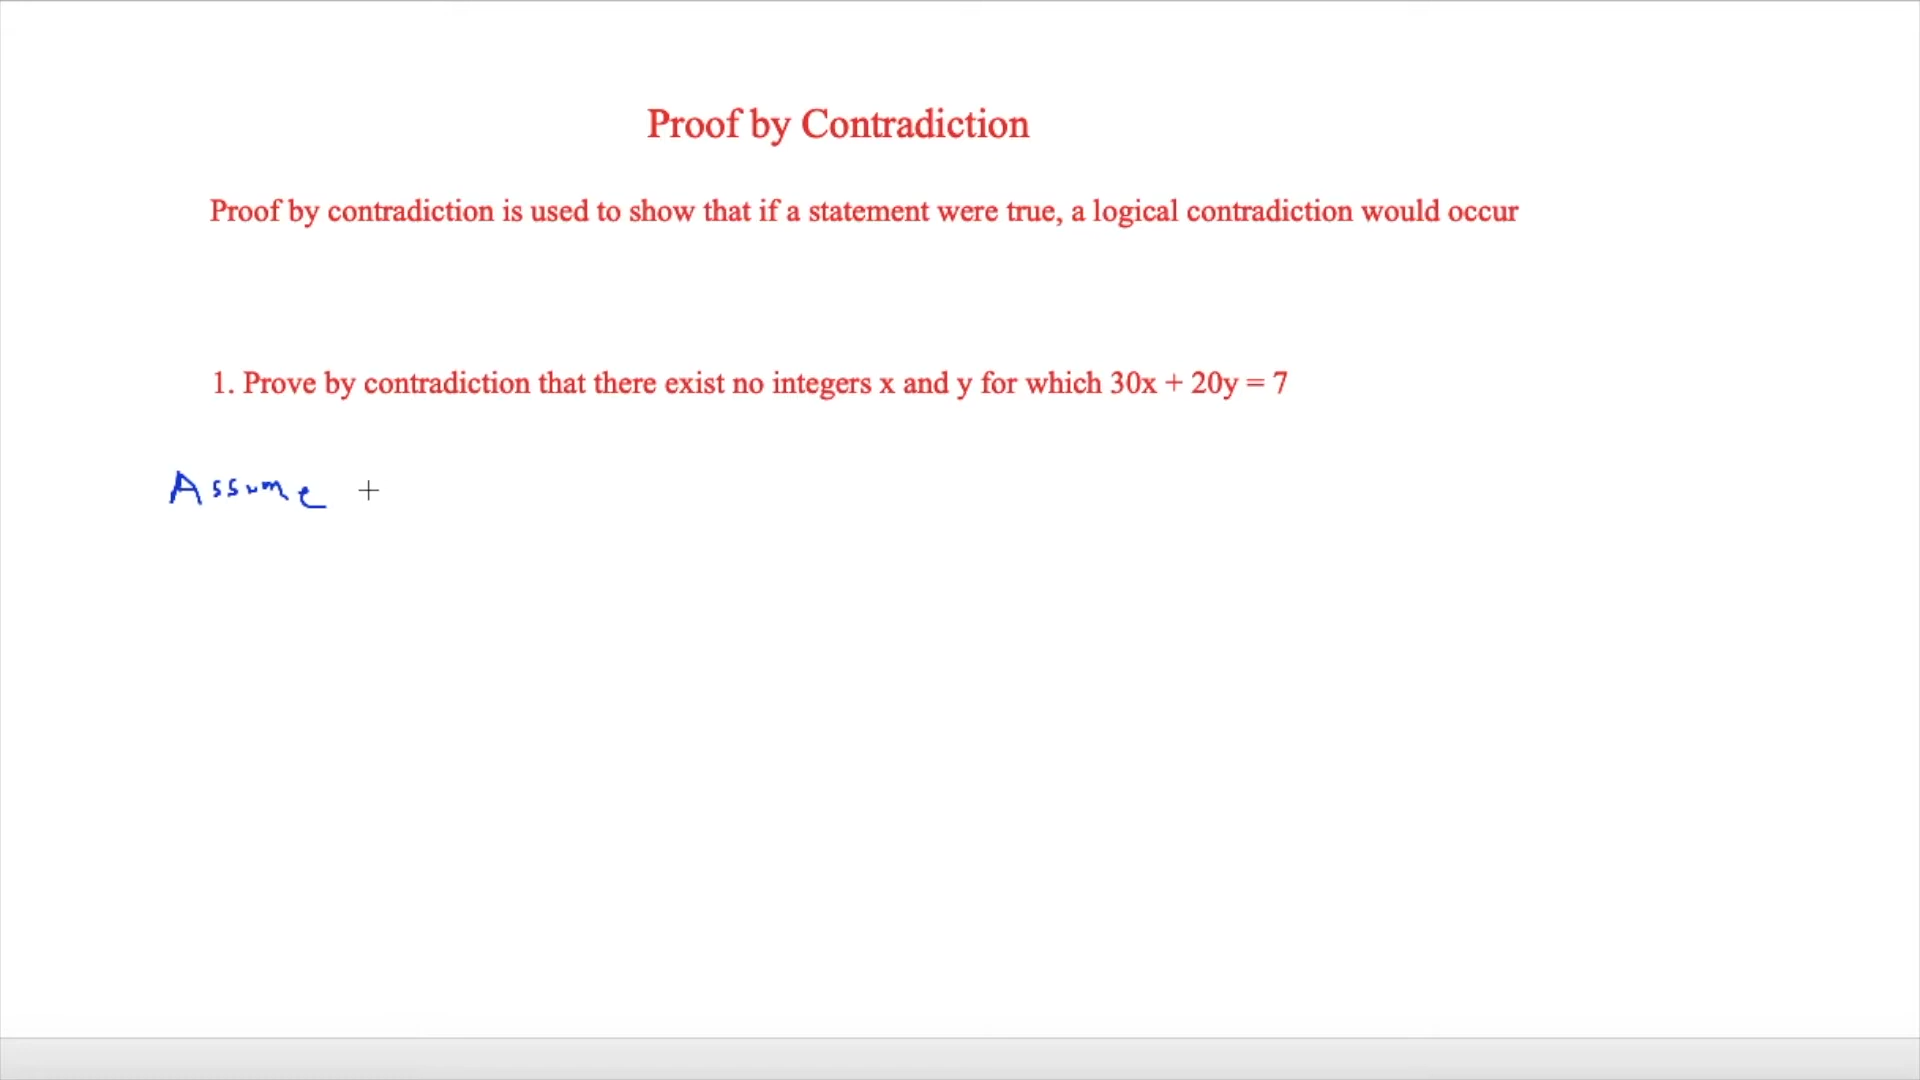 Proof by Contradiction
Proof by contradiction is used to show that if a statement were true, a logical contradiction would occur
1. Prove by contradiction that there exist no integers x and y for which 30x + 20y = 7
Assume